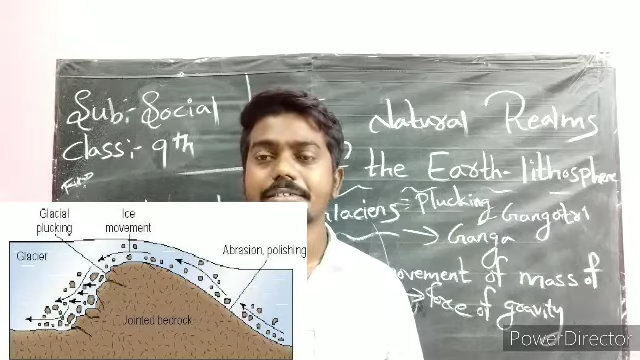 Sub:- Social
Class:- 9th
Natural Realms
the Earth-lithosphere
Plucking
Gangotri
→ Ganga
movement of mass of
force of gravity
Glacial plucking
Ice movement
Glacier
Abrasion, polishing
Jointed bedrock
PowerDirector